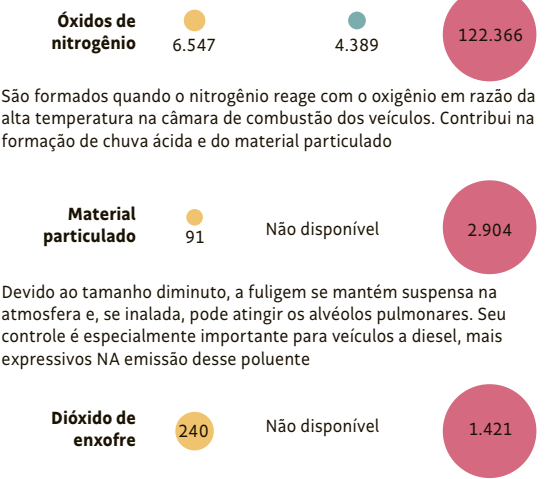 Óxidos de
nitrogênio
6.547
4.389
122.366
São formados quando o nitrogênio reage com o oxigênio em razão da
alta temperatura na câmara de combustão dos veículos. Contribui na
formação de chuva ácida e do material particulado
Material
particulado
91
Não disponível
2.904
Devido ao tamanho diminuto, a fuligem se mantém suspensa na
atmosfera e, se inalada, pode atingir os alvéolos pulmonares. Seu
controle é especialmente importante para veículos a diesel, mais
expressivos NA emissão desse poluente
Dióxido de
enxofre
240
Não disponível
1.421